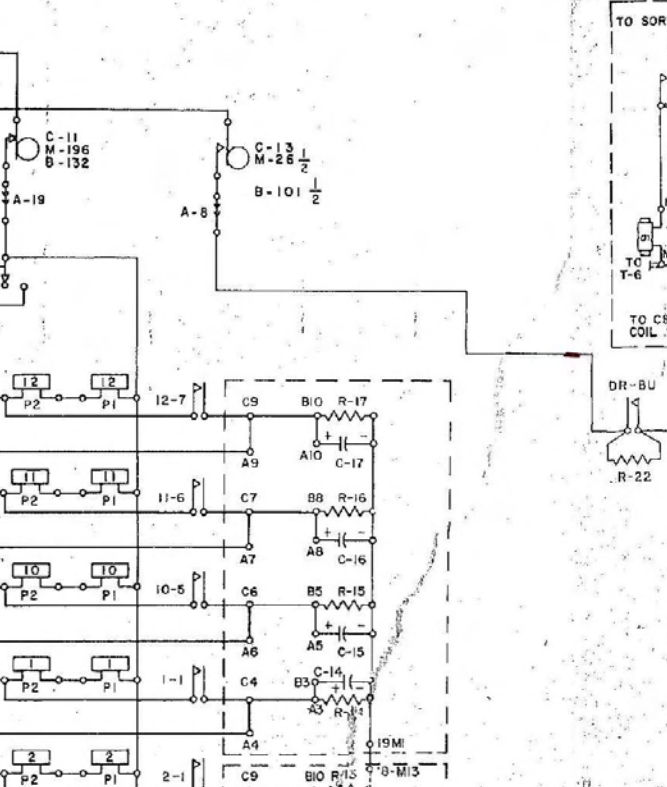 TO SOR
C-11
M-196
B-132
C-13
M-26 1/2
B-101 1/2
A-19
A-8
TO
T-6
TO C
COIL
DR-BU
R-22
12 12 12-7 C9 B10 R-17
P2 P1
A9 A10 C-17
11 11 11-6 C7 B8 R-16
P2 P1
A7 A8 C-16
10 10 10-5 C6 B5 R-15
P2 P1
A6 A5 C-15
1 1 1-1 C4 B3 C-14
P2 P1 A3
A4
19M1
2 2 2-1 C9 B10 R-13 8-M13
P2 P1